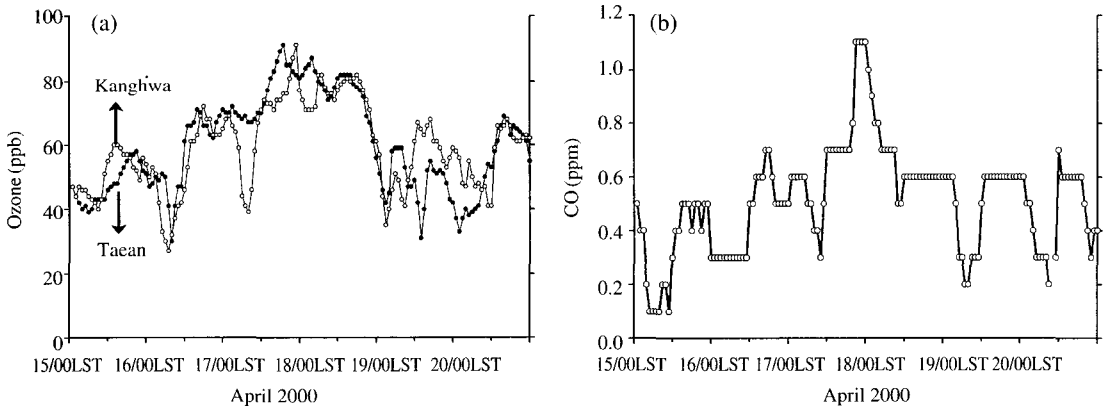 (a)
Ozone (ppb)
100
80
60
40
20
0
Kanghwa
Taean
15/00LST 16/00LST 17/00LST 18/00LST 19/00LST 20/00LST
April 2000
(b)
CO (ppm)
1.2
1.0
0.8
0.6
0.4
0.2
0.0
15/00LST 16/00LST 17/00LST 18/00LST 19/00LST 20/00LST
April 2000